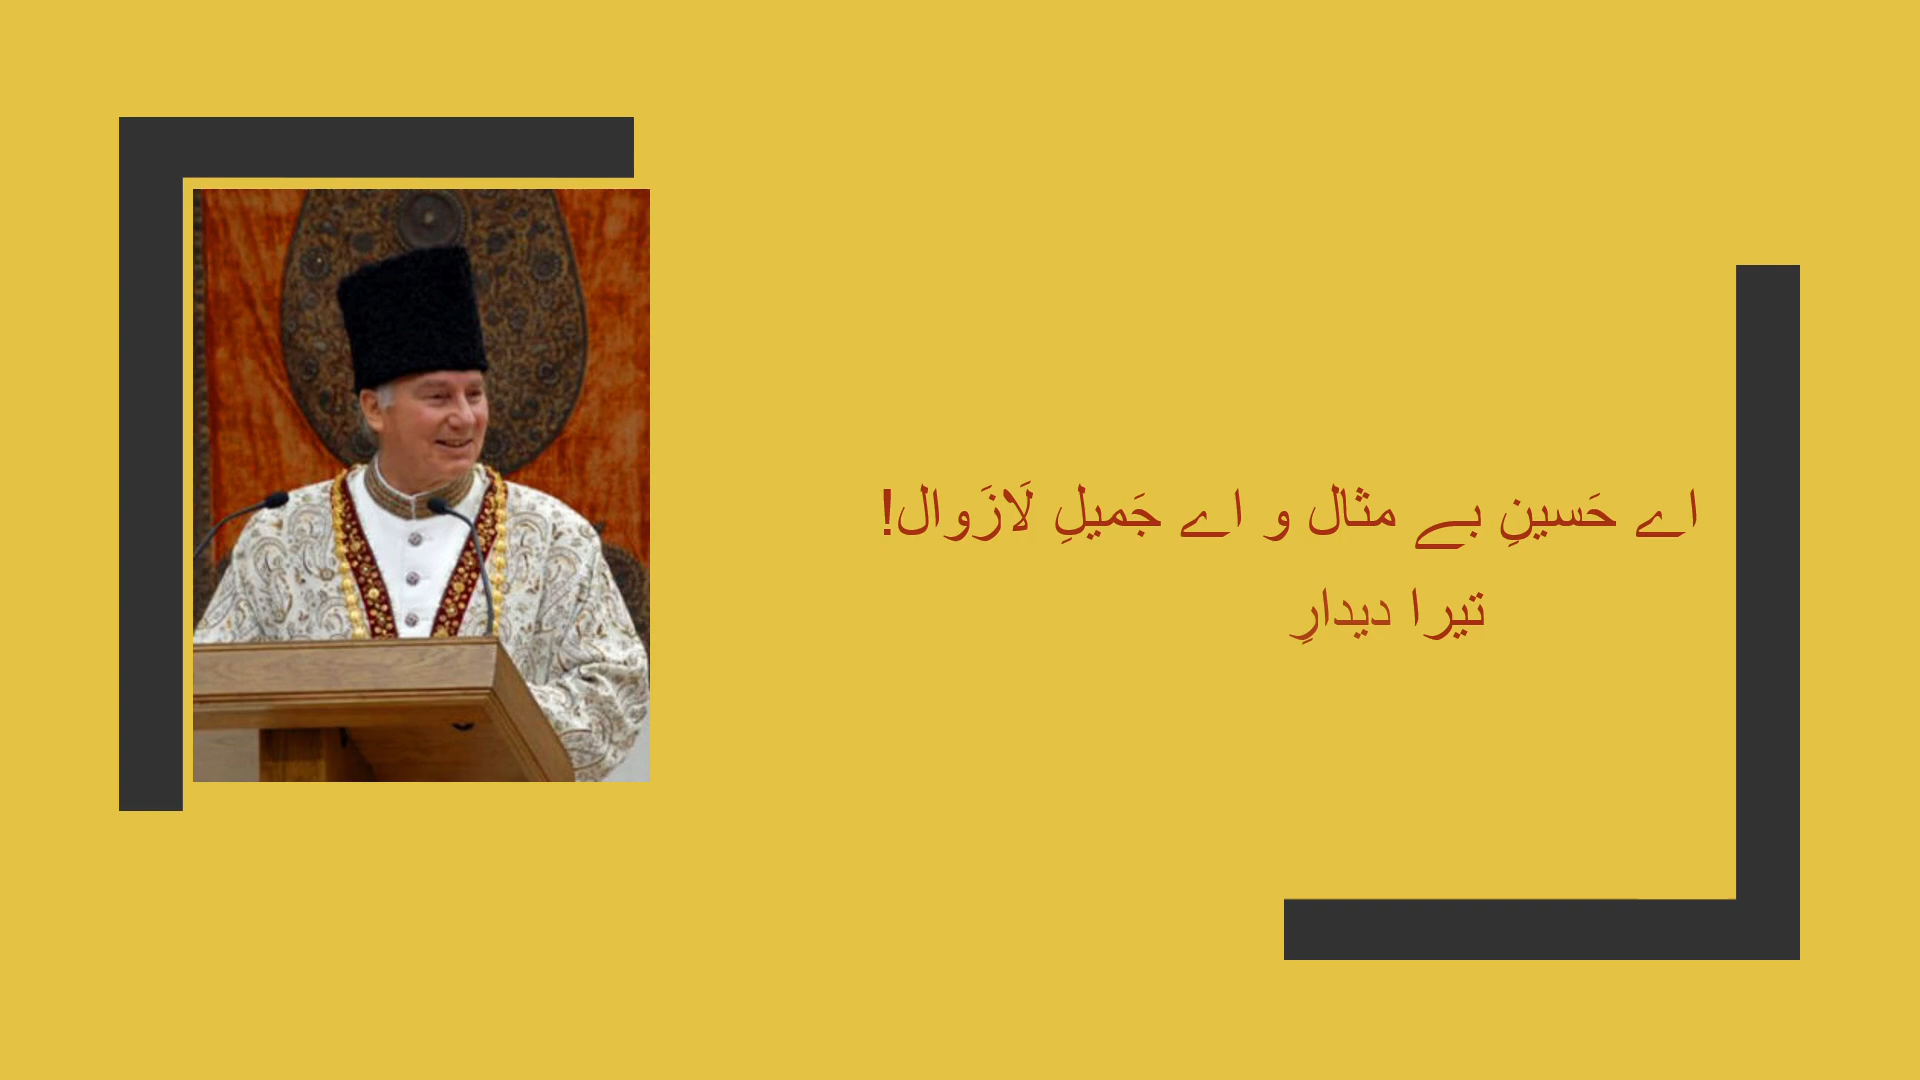 اے حَسینِ بے مثال و اے جَمیلِ لَازَوال!
تیرا دیدارِ